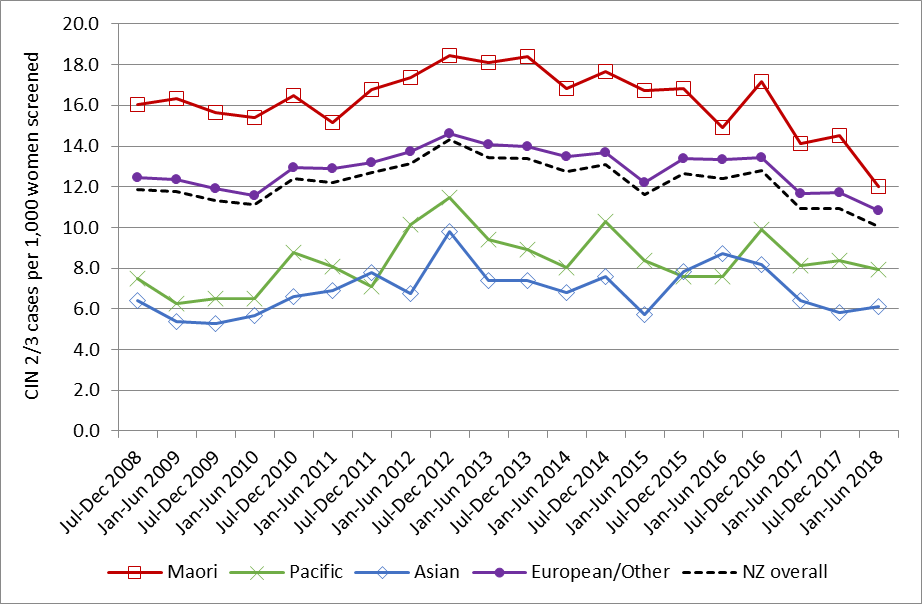 CIN 2/3 cases per 1,000 women screened
20.0
18.0
16.0
14.0
12.0
10.0
8.0
6.0
4.0
2.0
0.0
Jul-Dec 2008
Jan-Jun 2009
Jul-Dec 2009
Jan-Jun 2010
Jul-Dec 2010
Jan-Jun 2011
Jul-Dec 2011
Jan-Jun 2012
Jul-Dec 2012
Jan-Jun 2013
Jul-Dec 2013
Jan-Jun 2014
Jul-Dec 2014
Jan-Jun 2015
Jul-Dec 2015
Jan-Jun 2016
Jul-Dec 2016
Jan-Jun 2017
Jul-Dec 2017
Jan-Jun 2018
Maori Pacific Asian European/Other NZ overall